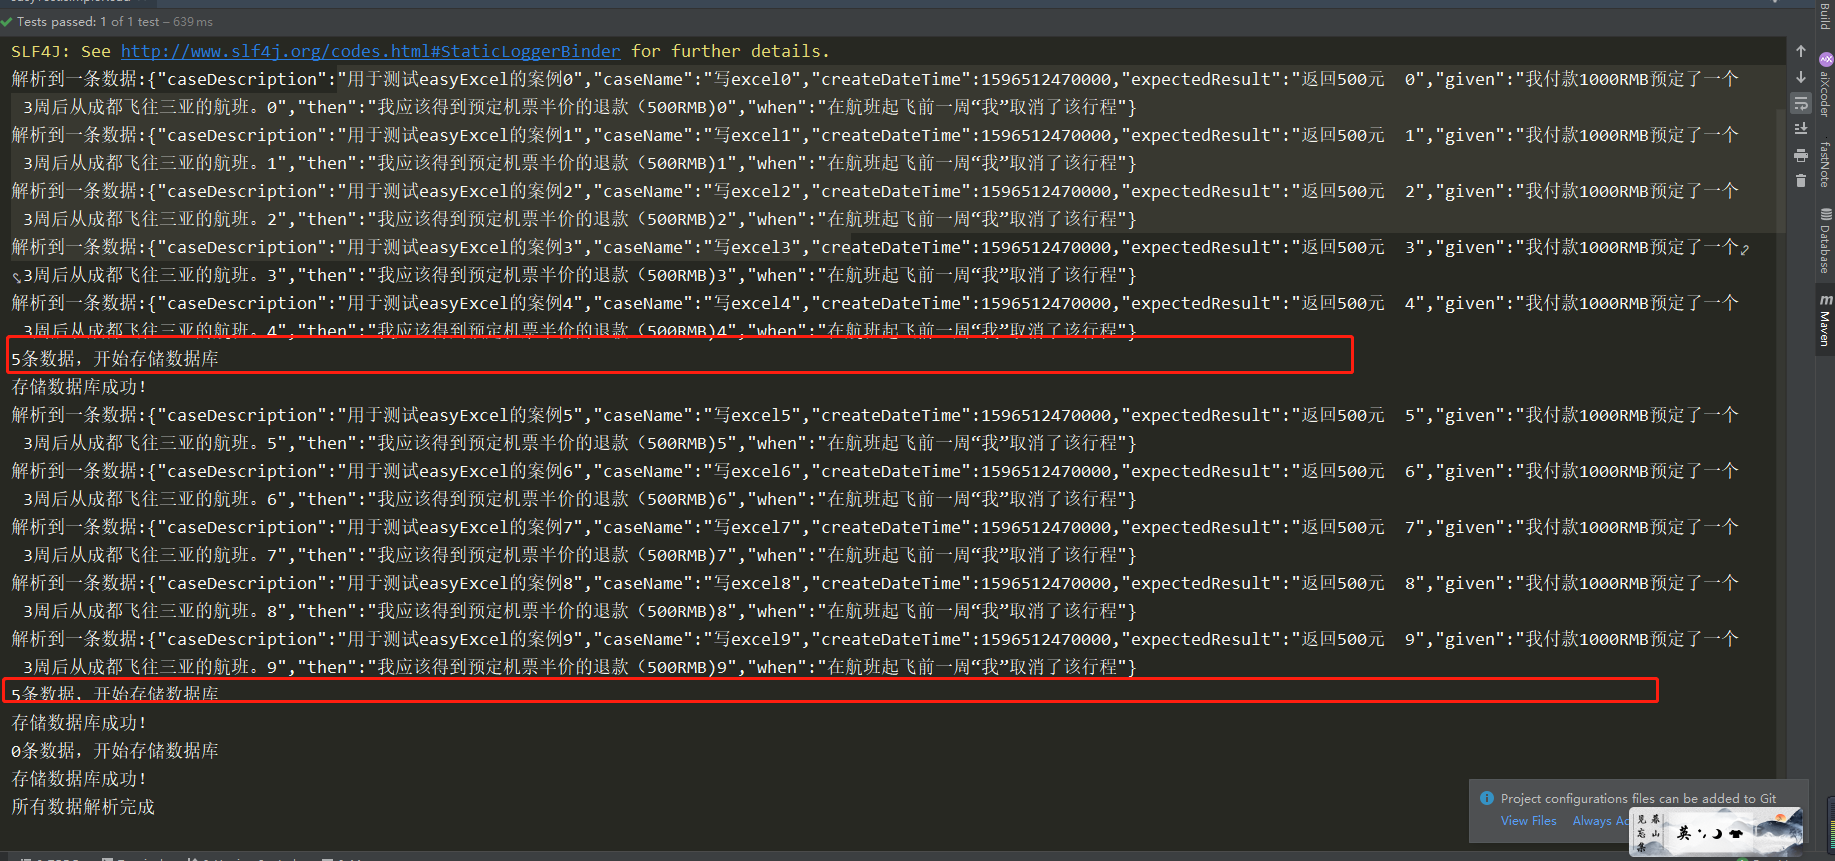 Tests passed: 1 of 1 test – 639 ms
SLF4J: See http://www.slf4j.org/codes.html#StaticLoggerBinder for further details.
解析到一条数据:{"caseDescription":"用于测试easyExcel的案例0","caseName":"写excel0","createDateTime":1596512470000,"expectedResult":"返回500元  0","given":"我付款1000RMB预定了一个
3周后从成都飞往三亚的航班。0","then":"我应该得到预定机票半价的退款（500RMB)0","when":"在航班起飞前一周“我”取消了该行程"}
解析到一条数据:{"caseDescription":"用于测试easyExcel的案例1","caseName":"写excel1","createDateTime":1596512470000,"expectedResult":"返回500元  1","given":"我付款1000RMB预定了一个
3周后从成都飞往三亚的航班。1","then":"我应该得到预定机票半价的退款（500RMB)1","when":"在航班起飞前一周“我”取消了该行程"}
解析到一条数据:{"caseDescription":"用于测试easyExcel的案例2","caseName":"写excel2","createDateTime":1596512470000,"expectedResult":"返回500元  2","given":"我付款1000RMB预定了一个
3周后从成都飞往三亚的航班。2","then":"我应该得到预定机票半价的退款（500RMB)2","when":"在航班起飞前一周“我”取消了该行程"}
解析到一条数据:{"caseDescription":"用于测试easyExcel的案例3","caseName":"写excel3","createDateTime":1596512470000,"expectedResult":"返回500元  3","given":"我付款1000RMB预定了一个
3周后从成都飞往三亚的航班。3","then":"我应该得到预定机票半价的退款（500RMB)3","when":"在航班起飞前一周“我”取消了该行程"}
解析到一条数据:{"caseDescription":"用于测试easyExcel的案例4","caseName":"写excel4","createDateTime":1596512470000,"expectedResult":"返回500元  4","given":"我付款1000RMB预定了一个
3周后从成都飞往三亚的航班。4","then":"我应该得到预定机票半价的退款（500RMB)4","when":"在航班起飞前一周“我”取消了该行程"}
5条数据，开始存储数据库
存储数据库成功！
解析到一条数据:{"caseDescription":"用于测试easyExcel的案例5","caseName":"写excel5","createDateTime":1596512470000,"expectedResult":"返回500元  5","given":"我付款1000RMB预定了一个
3周后从成都飞往三亚的航班。5","then":"我应该得到预定机票半价的退款（500RMB)5","when":"在航班起飞前一周“我”取消了该行程"}
解析到一条数据:{"caseDescription":"用于测试easyExcel的案例6","caseName":"写excel6","createDateTime":1596512470000,"expectedResult":"返回500元  6","given":"我付款1000RMB预定了一个
3周后从成都飞往三亚的航班。6","then":"我应该得到预定机票半价的退款（500RMB)6","when":"在航班起飞前一周“我”取消了该行程"}
解析到一条数据:{"caseDescription":"用于测试easyExcel的案例7","caseName":"写excel7","createDateTime":1596512470000,"expectedResult":"返回500元  7","given":"我付款1000RMB预定了一个
3周后从成都飞往三亚的航班。7","then":"我应该得到预定机票半价的退款（500RMB)7","when":"在航班起飞前一周“我”取消了该行程"}
解析到一条数据:{"caseDescription":"用于测试easyExcel的案例8","caseName":"写excel8","createDateTime":1596512470000,"expectedResult":"返回500元  8","given":"我付款1000RMB预定了一个
3周后从成都飞往三亚的航班。8","then":"我应该得到预定机票半价的退款（500RMB)8","when":"在航班起飞前一周“我”取消了该行程"}
解析到一条数据:{"caseDescription":"用于测试easyExcel的案例9","caseName":"写excel9","createDateTime":1596512470000,"expectedResult":"返回500元  9","given":"我付款1000RMB预定了一个
3周后从成都飞往三亚的航班。9","then":"我应该得到预定机票半价的退款（500RMB)9","when":"在航班起飞前一周“我”取消了该行程"}
5条数据，开始存储数据库
存储数据库成功！
0条数据，开始存储数据库
存储数据库成功！
所有数据解析完成
Build
aiXcoder
fastNote
Database
Maven
Project configurations files can be added to Git
View Files Always
英